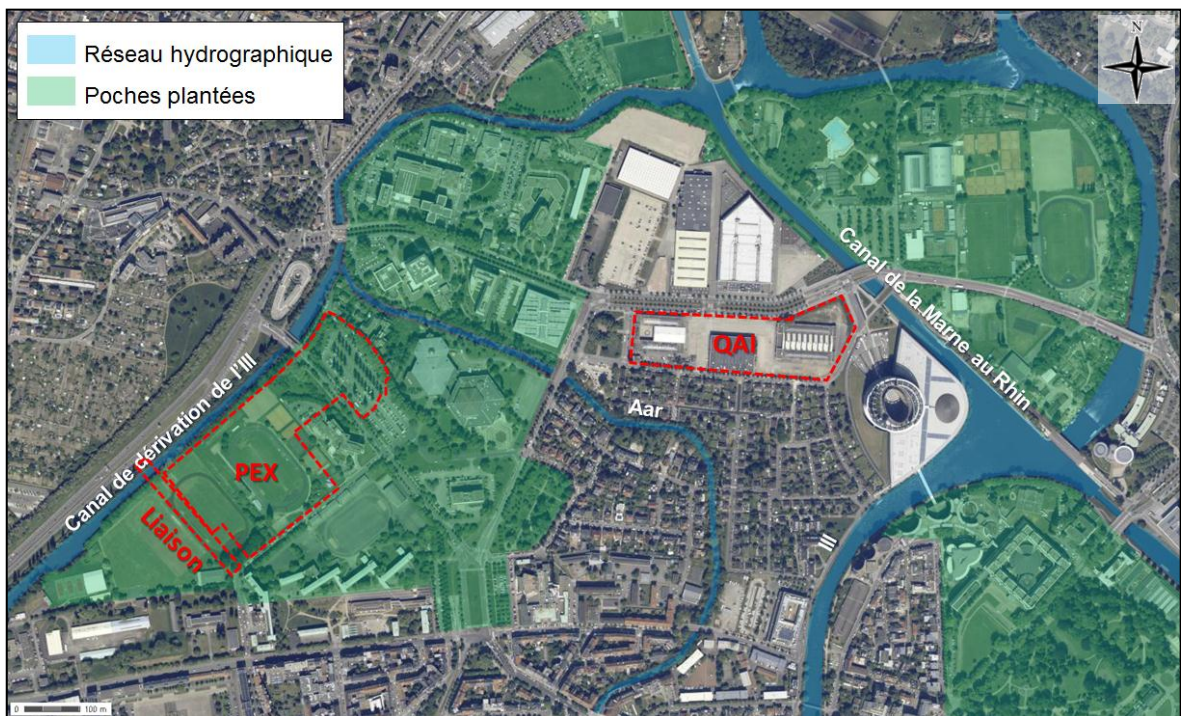 Réseau hydrographique
Poches plantées
N
Canal de la Marne au Rhin
QAI
Aar
Canal de dérivation de l'Ill
PEX
Liaison
Ill
0 100 m